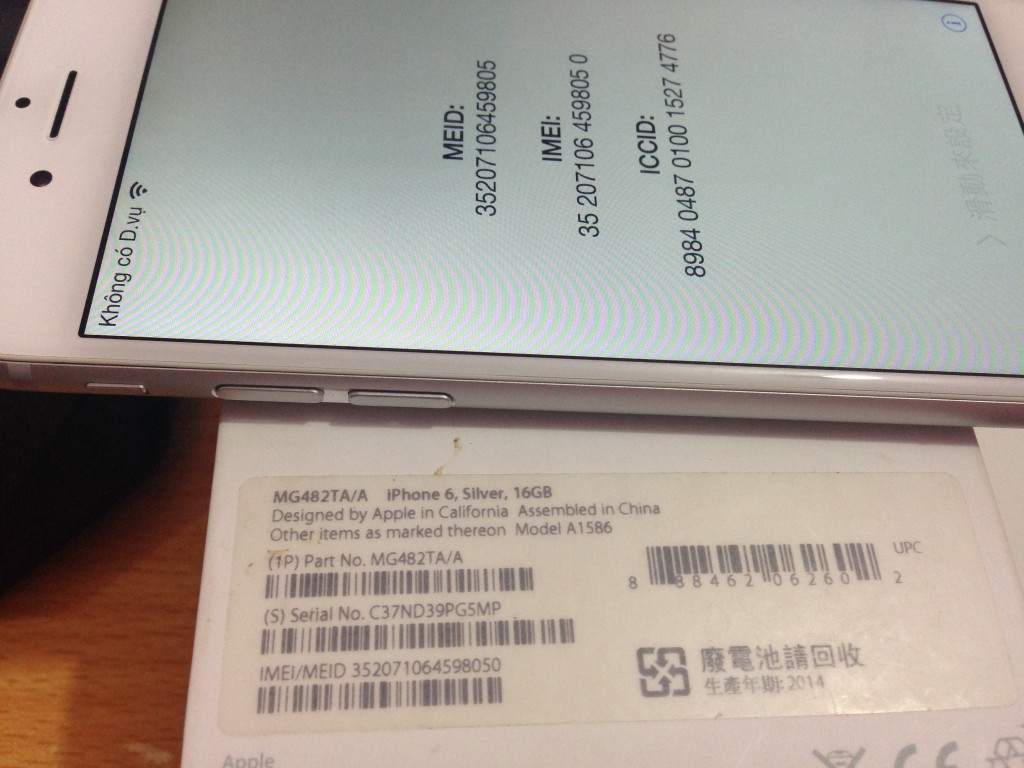 Không có D.vụ
MEID:
35207106459805
IMEI:
35 207106 459805 0
ICCID:
8984 0487 0100 1527 4776
滑動來設定
MG482TA/A iPhone 6, Silver, 16GB
Designed by Apple in California Assembled in China
Other items as marked thereon Model A1586
(1P) Part No. MG482TA/A
(S) Serial No. C37ND39PG5MP
IMEI/MEID 352071064598050
UPC
8 88462 06260 2
廢電池請回收
生產年期:2014
Apple